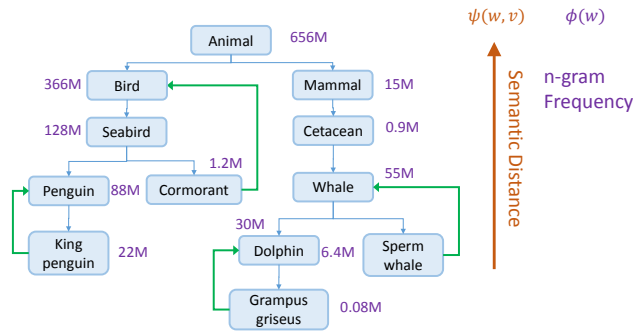 ψ(w, v) ϕ(w)
Animal 656M
366M Bird Mammal 15M
n-gram
Frequency
Semantic Distance
128M Seabird Cetacean 0.9M
1.2M 55M
Penguin 88M Cormorant Whale
30M
King
penguin
22M Dolphin 6.4M Sperm
whale
Grampus
griseus
0.08M